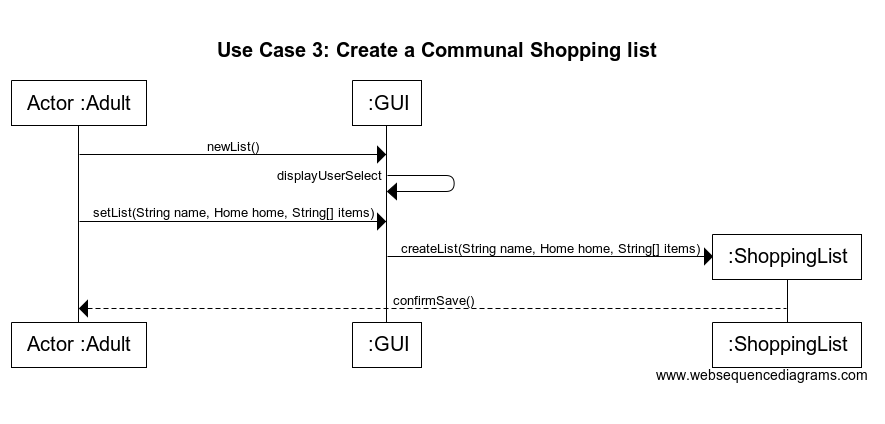 Use Case 3: Create a Communal Shopping list
Actor :Adult
:GUI
newList()
displayUserSelect
setList(String name, Home home, String[] items)
:ShoppingList
createList(String name, Home home, String[] items)
confirmSave()
Actor :Adult
:GUI
:ShoppingList
www.websequencediagrams.com